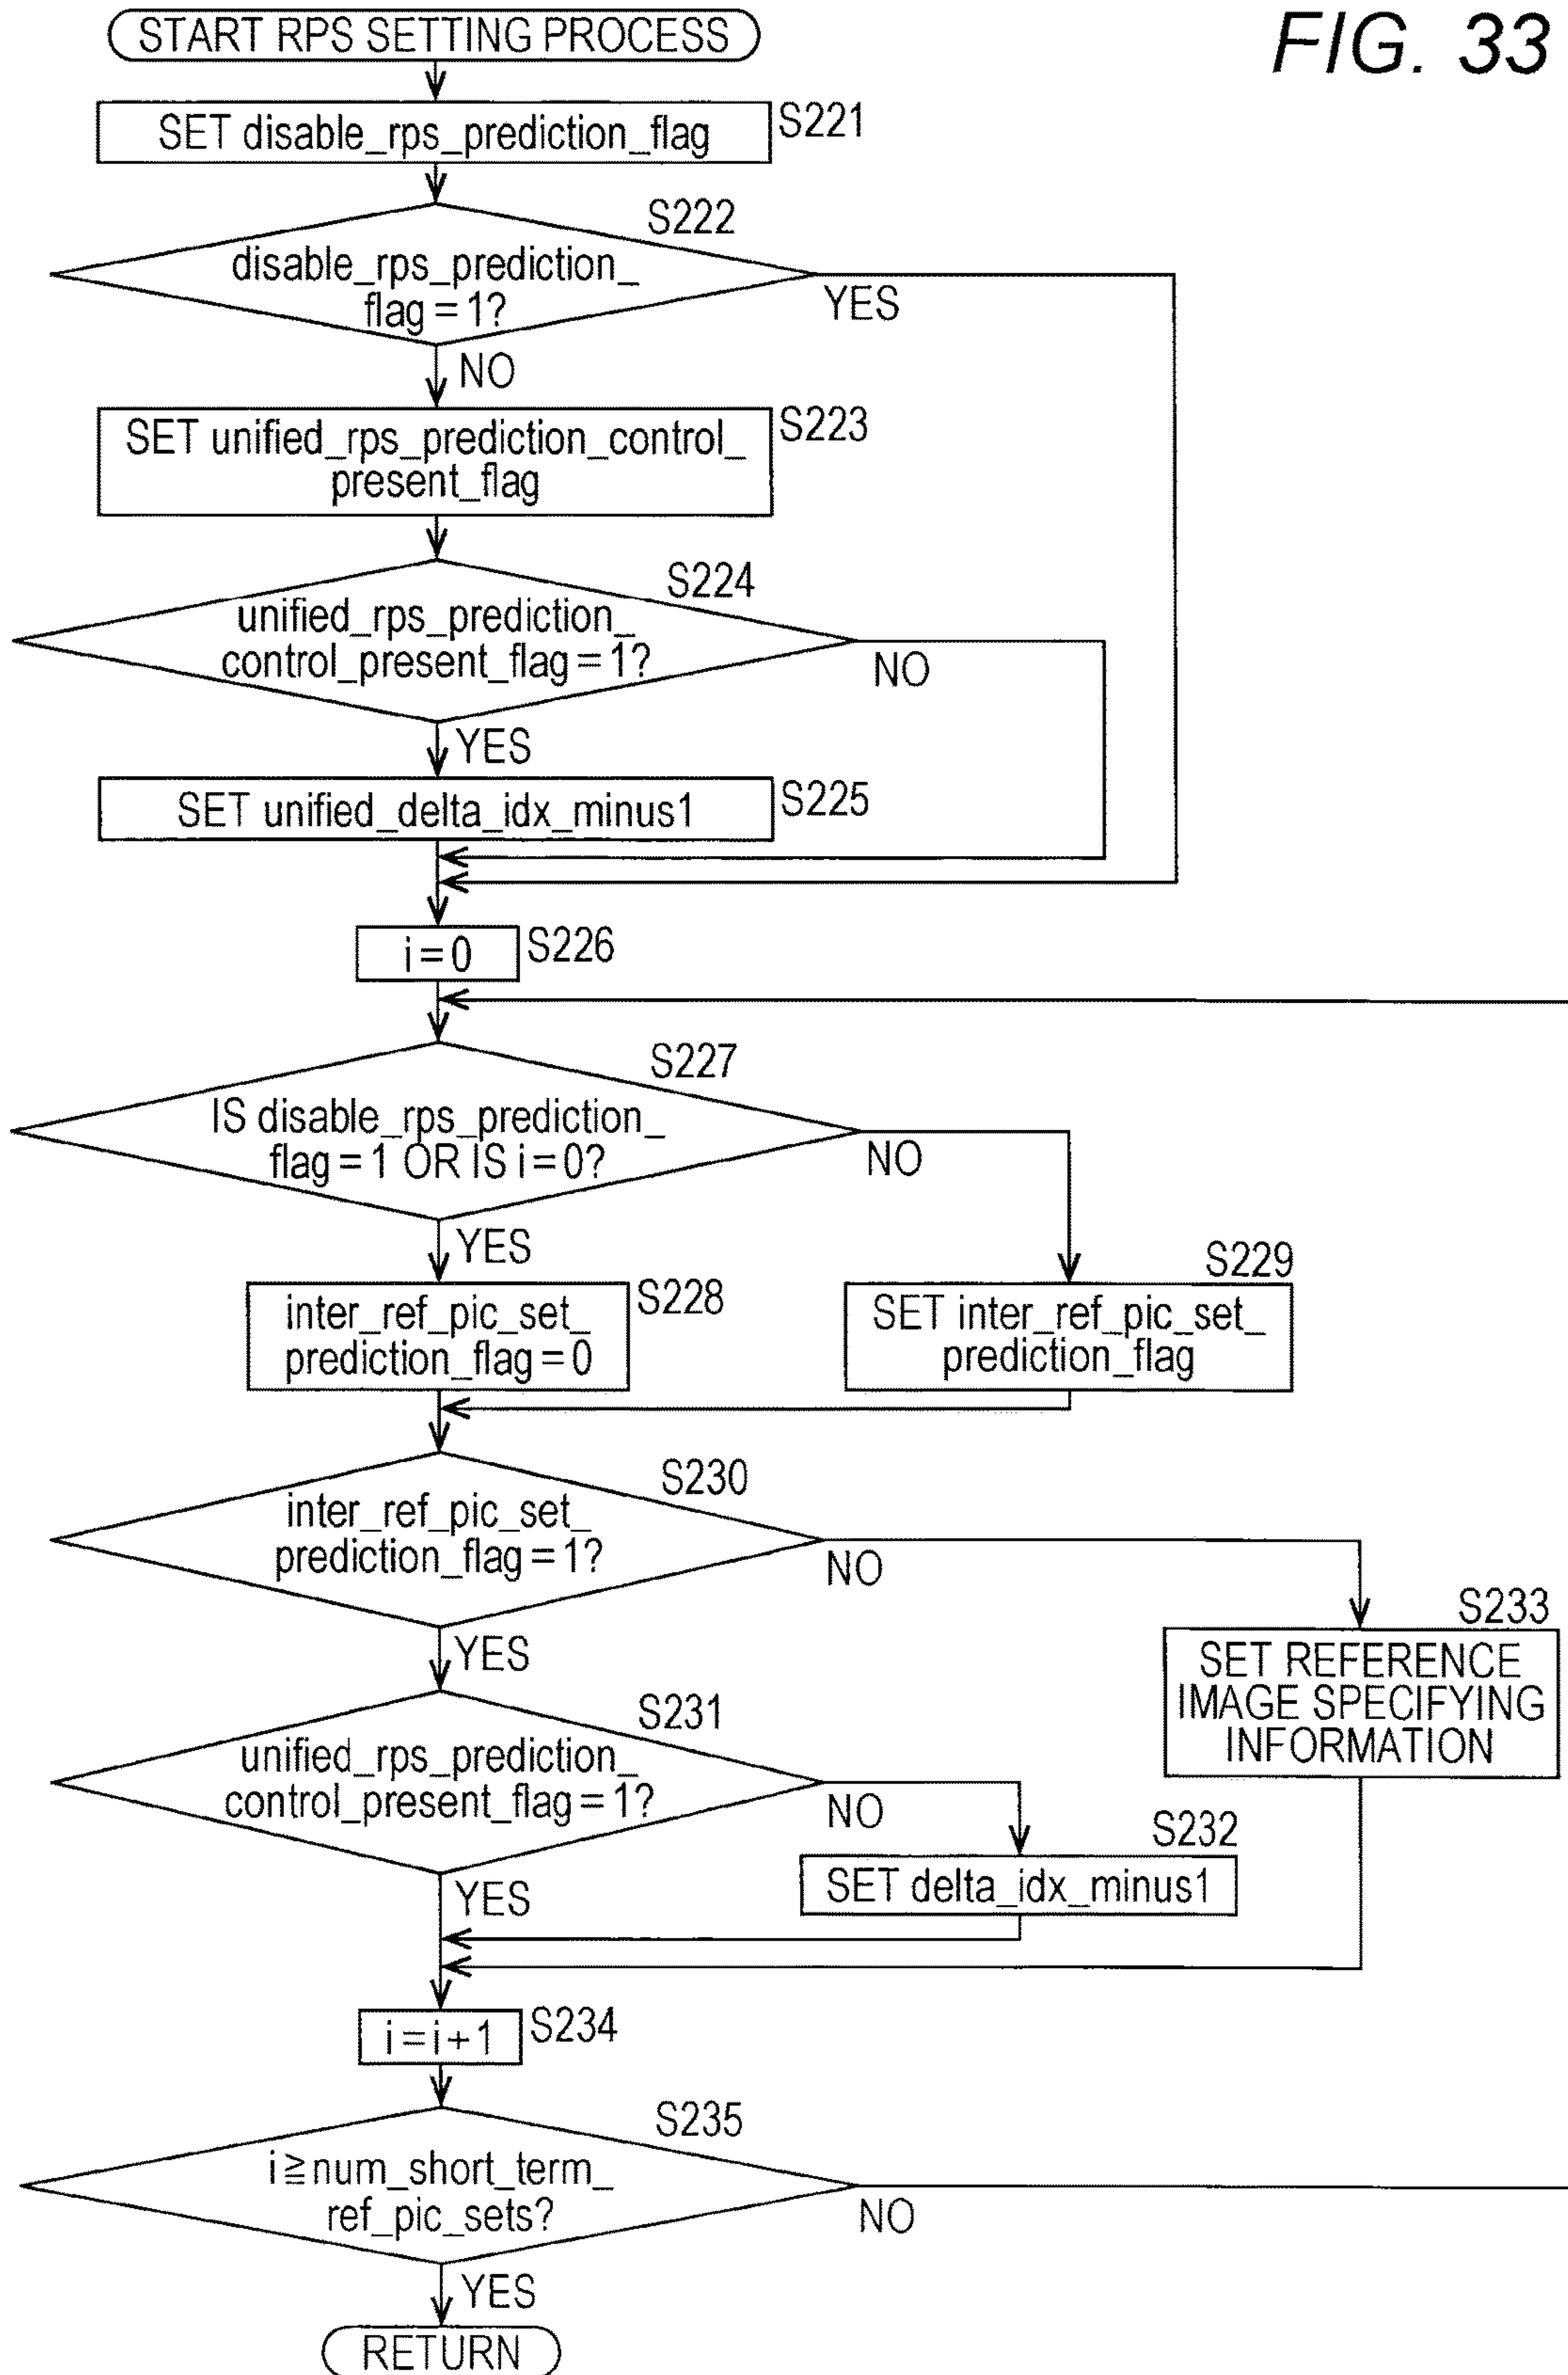 FIG. 33
START RPS SETTING PROCESS
SET disable_rps_prediction_flag
S221
S222
disable_rps_prediction_
flag = 1?
YES
NO
SET unified_rps_prediction_control_
present_flag
S223
S224
unified_rps_prediction_
control_present_flag = 1?
NO
YES
SET unified_delta_idx_minus1
S225
i = 0
S226
S227
IS disable_rps_prediction_
flag = 1 OR IS i = 0?
NO
YES
S229
inter_ref_pic_set_
prediction_flag = 0
S228
SET inter_ref_pic_set_
prediction_flag
S230
inter_ref_pic_set_
prediction_flag = 1?
NO
YES
S233
SET REFERENCE
IMAGE SPECIFYING
INFORMATION
S231
unified_rps_prediction_
control_present_flag = 1?
NO
S232
SET delta_idx_minus1
YES
i = i + 1
S234
S235
i ≧ num_short_term_
ref_pic_sets?
NO
YES
RETURN